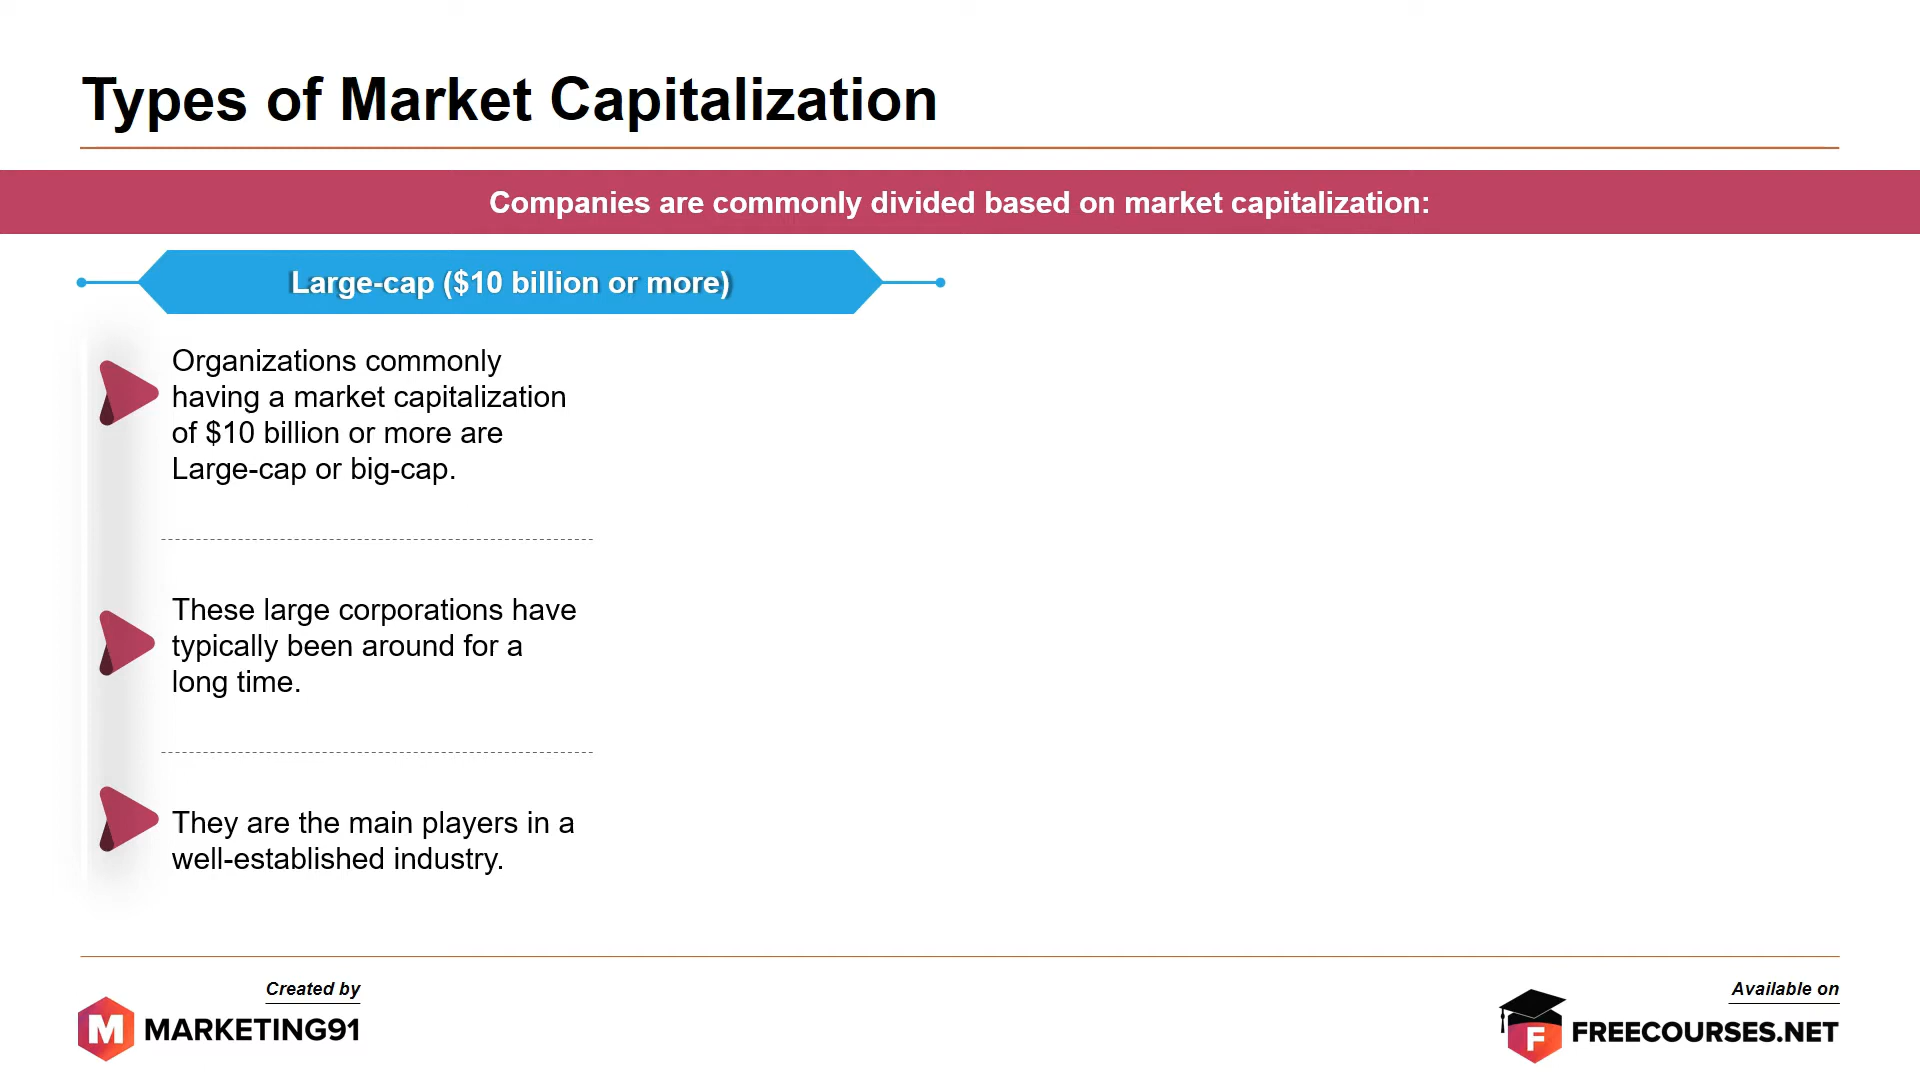 Types of Market Capitalization
Companies are commonly divided based on market capitalization:
Large-cap ($10 billion or more)
Organizations commonly
having a market capitalization
of $10 billion or more are
Large-cap or big-cap.
These large corporations have
typically been around for a
long time.
They are the main players in a
well-established industry.
Created by
M MARKETING91
Available on
F FREECOURSES.NET